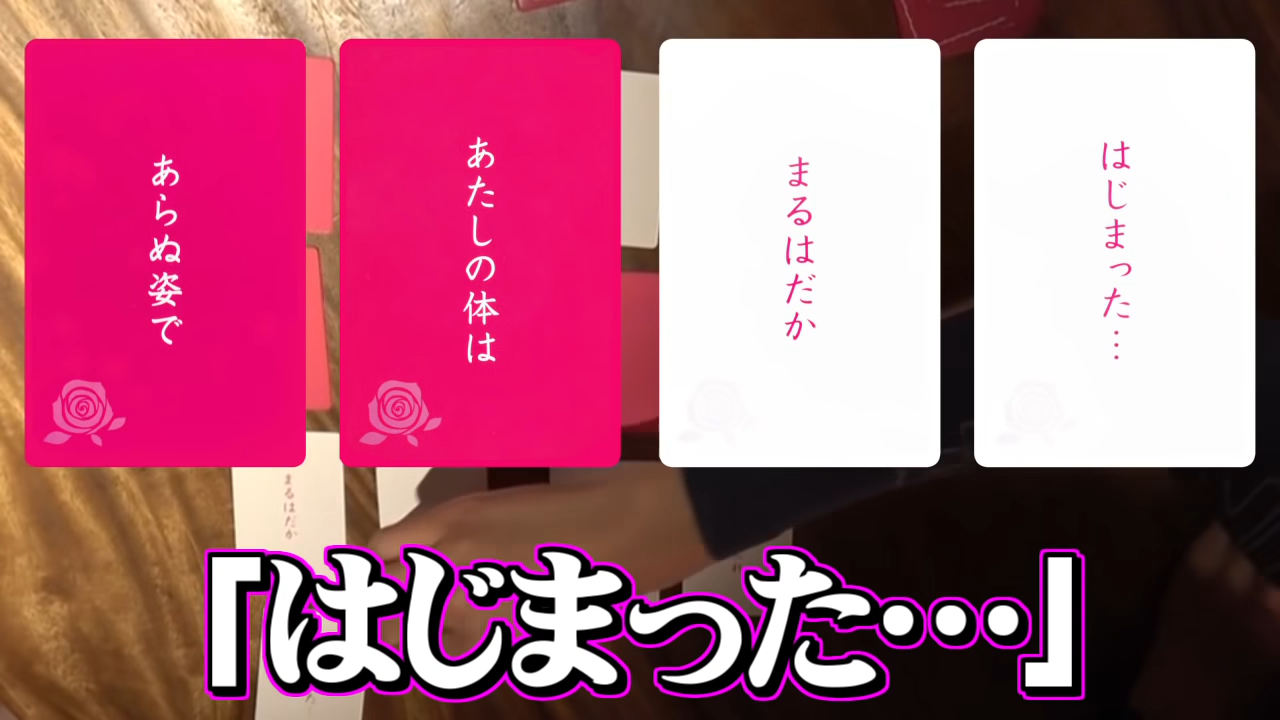 あらぬ姿で
あたしの体は
まるはだか
はじまった…
まるはだか
「はじまった…」